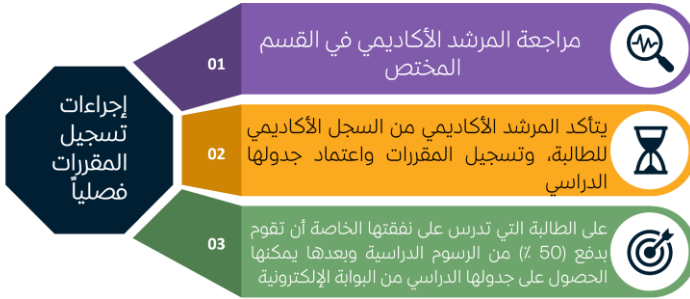 إجراءات
تسجيل
المقررات
فصلياً
01
مراجعة المرشد الأكاديمي في القسم
المختص
02
يتأكد المرشد الأكاديمي من السجل الأكاديمي
للطالبة، وتسجيل المقررات واعتماد جدولها
الدراسي
03
على الطالبة التي تدرس على نفقتها الخاصة أن تقوم
بدفع (50 ٪) من الرسوم الدراسية وبعدها يمكنها
الحصول على جدولها الدراسي من البوابة الإلكترونية